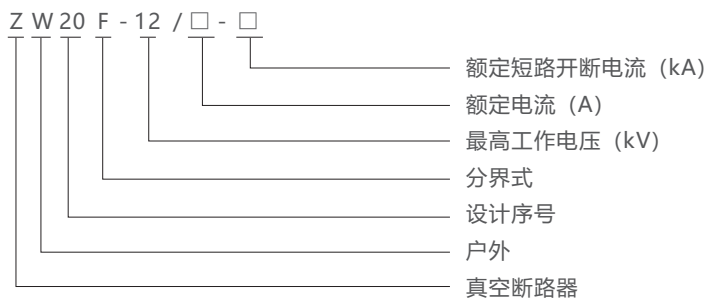 ZW20F-12/□-□
额定短路开断电流（kA）
额定电流（A）
最高工作电压（kV）
分界式
设计序号
户外
真空断路器